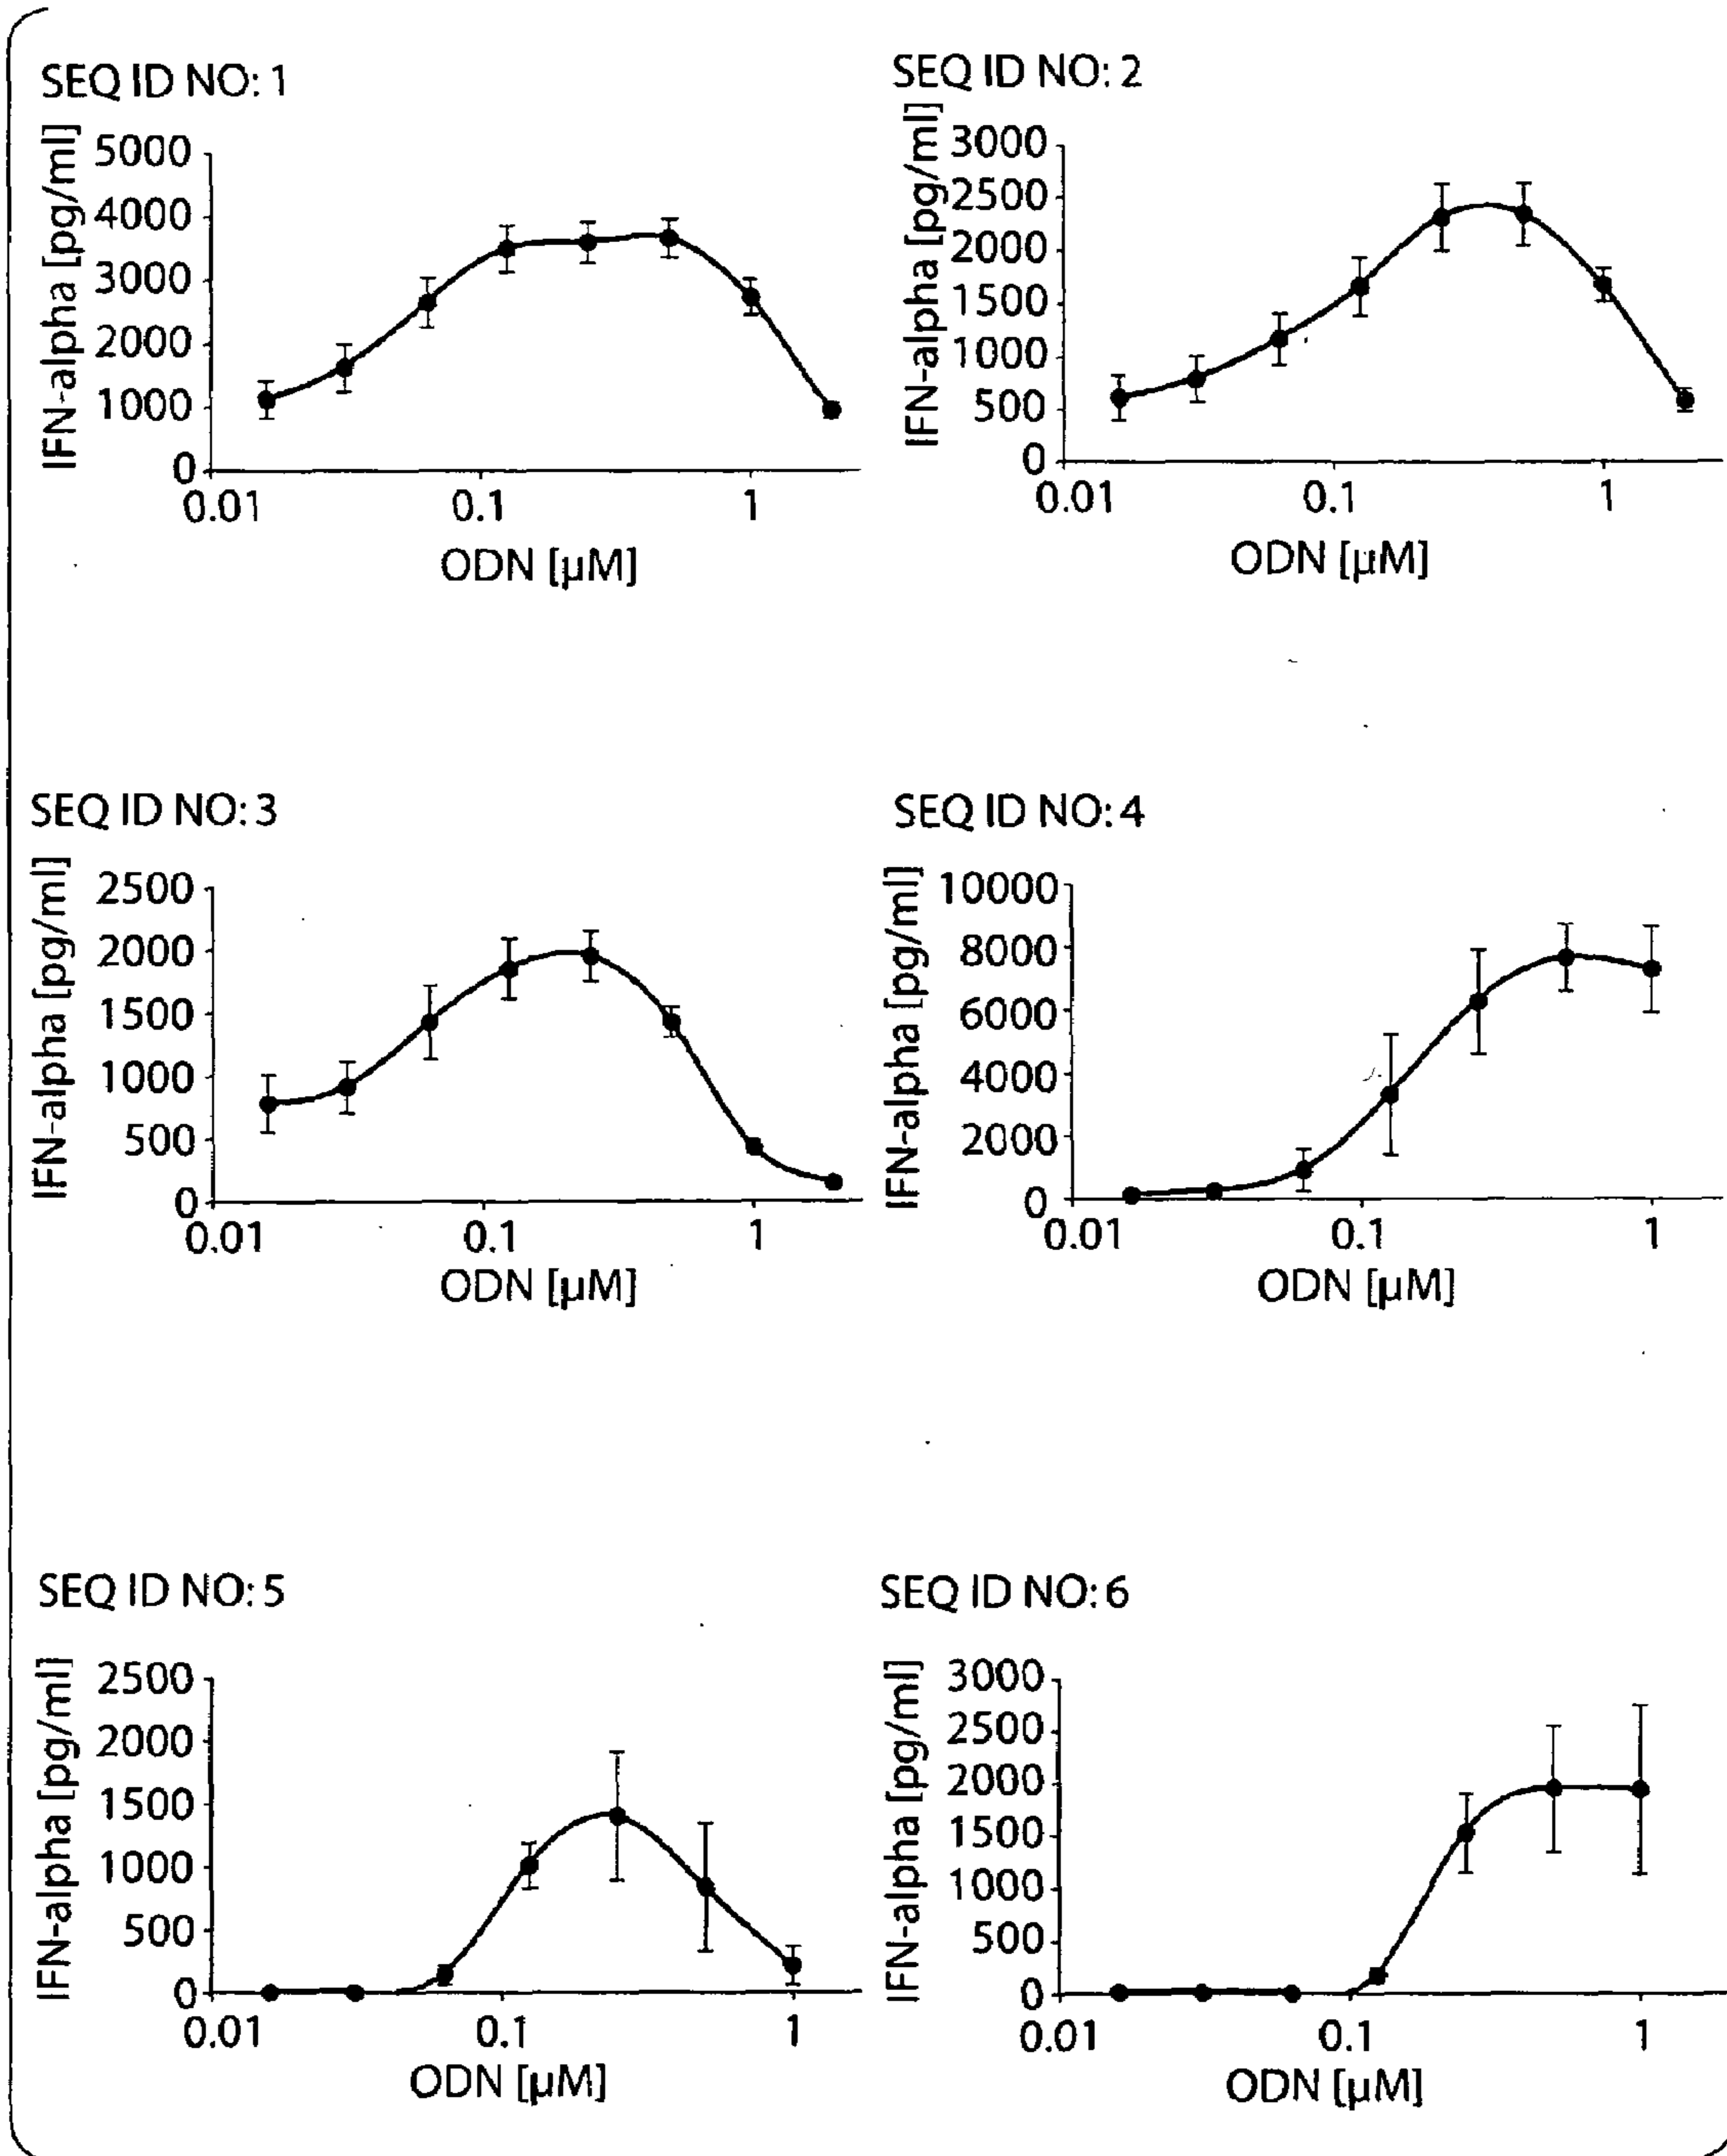 SEQ ID NO: 1
IFN-alpha [pg/ml]
5000
4000
3000
2000
1000
0
0.01 0.1 1
ODN [µM]
SEQ ID NO: 2
IFN-alpha [pg/ml]
3000
2500
2000
1500
1000
500
0
0.01 0.1 1
ODN [µM]
SEQ ID NO: 3
IFN-alpha [pg/ml]
2500
2000
1500
1000
500
0
0.01 0.1 1
ODN [µM]
SEQ ID NO: 4
IFN-alpha [pg/ml]
10000
8000
6000
4000
2000
0
0.01 0.1 1
ODN [µM]
SEQ ID NO: 5
IFN-alpha [pg/ml]
2500
2000
1500
1000
500
0
0.01 0.1 1
ODN [µM]
SEQ ID NO: 6
IFN-alpha [pg/ml]
3000
2500
2000
1500
1000
500
0
0.01 0.1 1
ODN [µM]